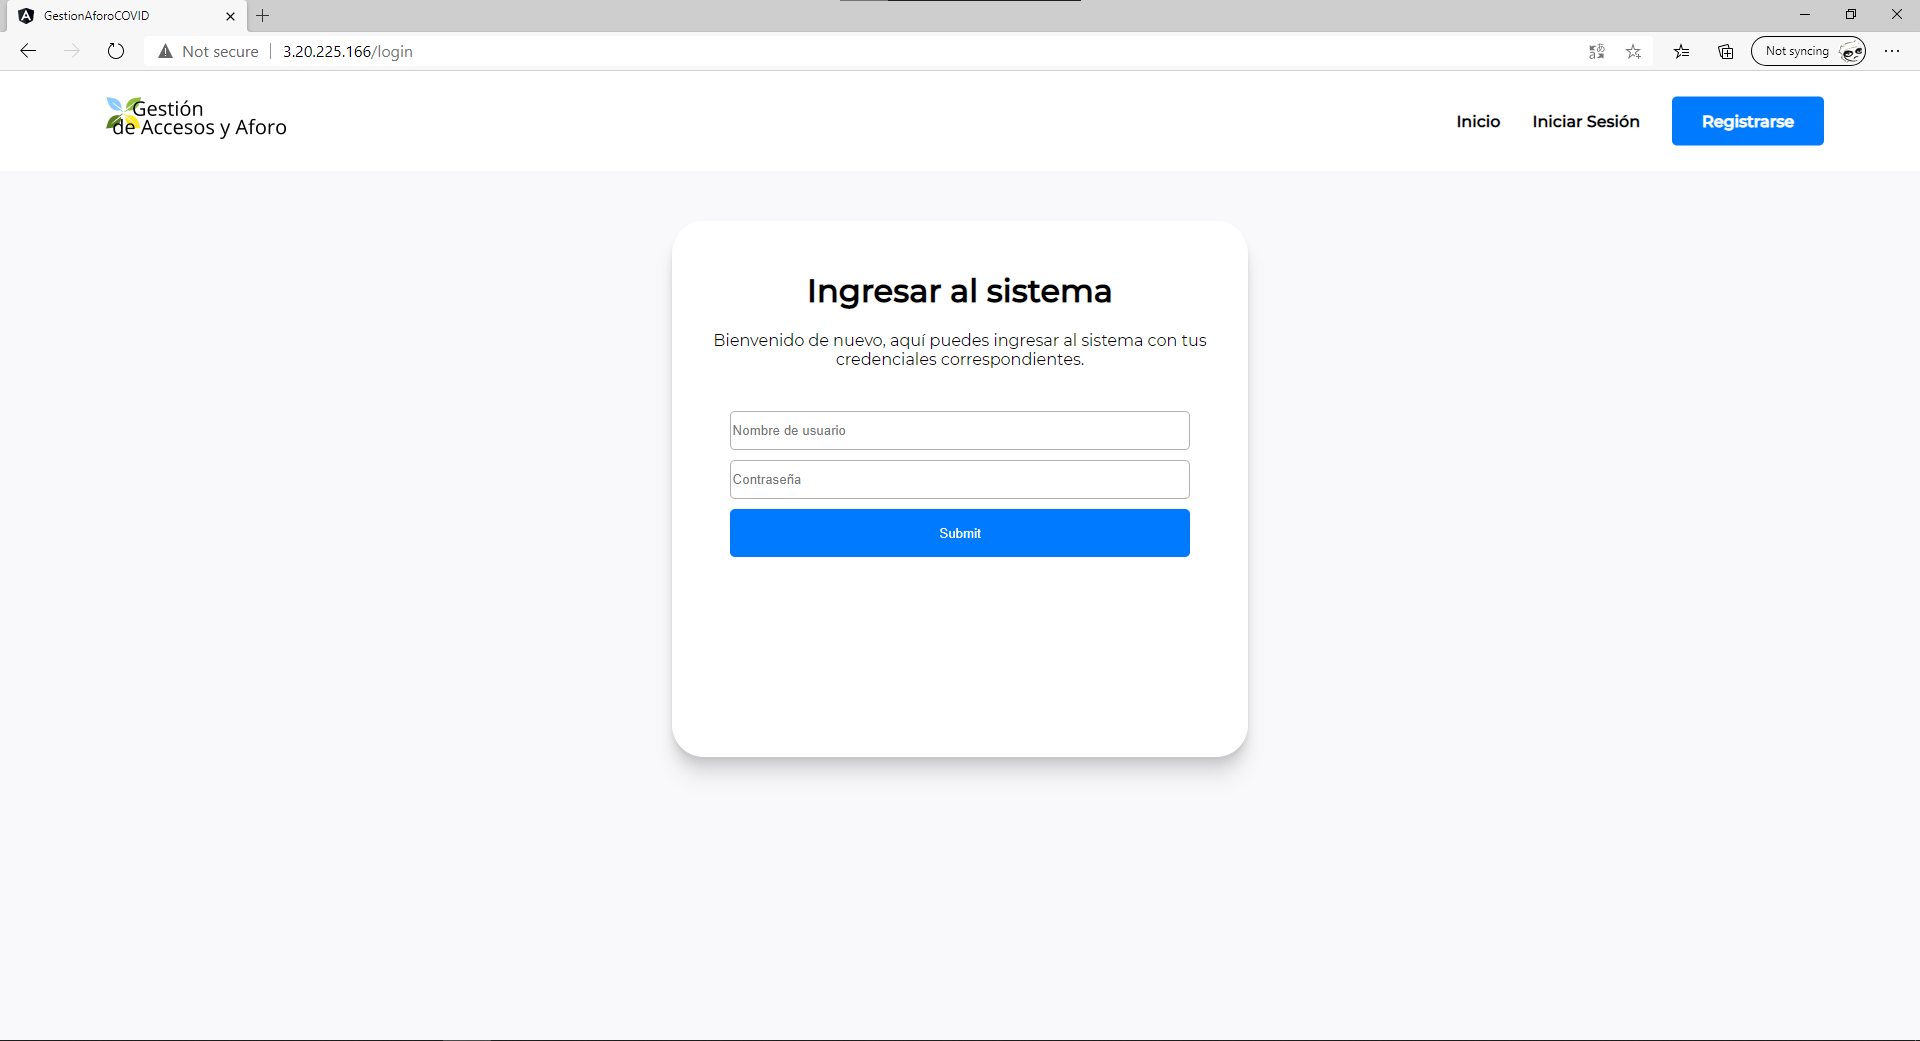 GestionAforoCOVID
Not secure
3.20.225.166/login
Not syncing
Gestión
de Accesos y Aforo
Inicio
Iniciar Sesión
Registrarse
Ingresar al sistema
Bienvenido de nuevo, aquí puedes ingresar al sistema con tus
credenciales correspondientes.
Nombre de usuario
Contraseña
Submit